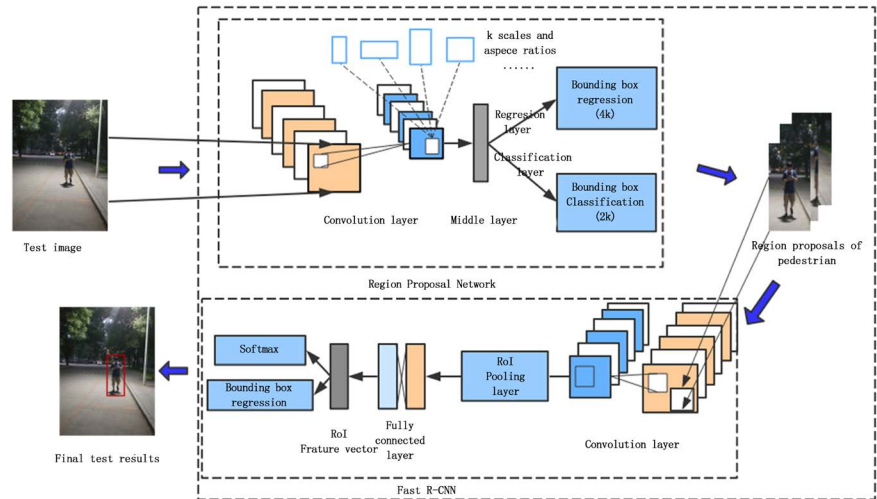 k scales and
aspece ratios
......
Bounding box
regression
(4k)
Regresion
layer
Classification
layer
Bounding box
Classification
(2k)
Convolution layer
Middle layer
Test image
Region proposals of
pedestrian
Region Proposal Network
Softmax
Bounding box
regression
RoI
Pooling
layer
RoI
Frature vector
Fully
connected
layer
Convolution layer
Final test results
Fast R-CNN